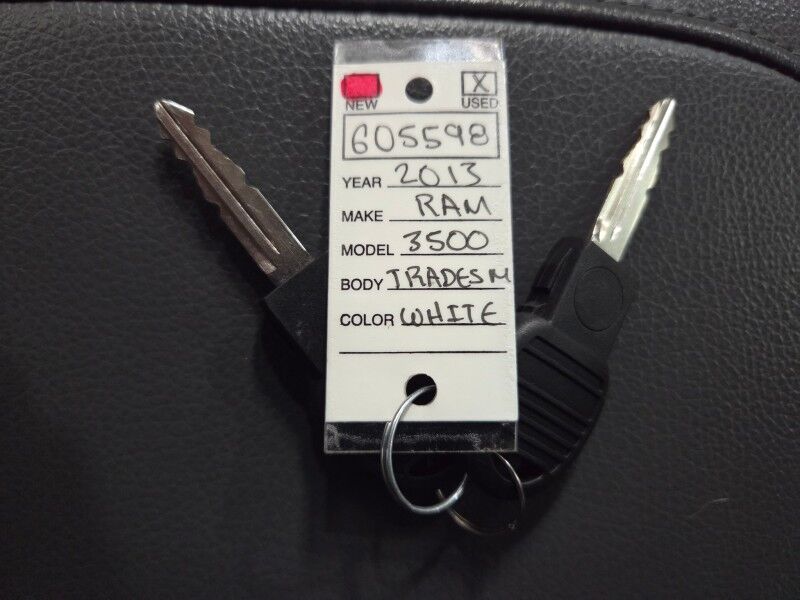 X
NEW USED
605598
YEAR 2013
MAKE RAM
MODEL 3500
BODY TRADESM
COLOR WHITE